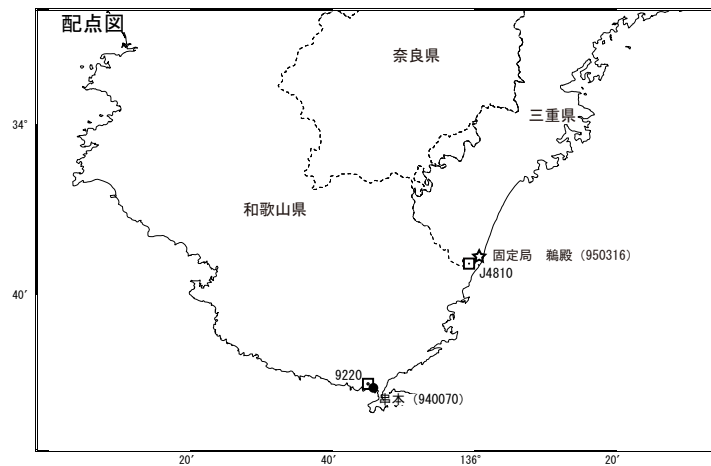 配点図
奈良県
三重県
34°
和歌山県
固定局　鵜殿（950316）
J4810
40′
9220
串本（940070）
20′
40′
136°
20′